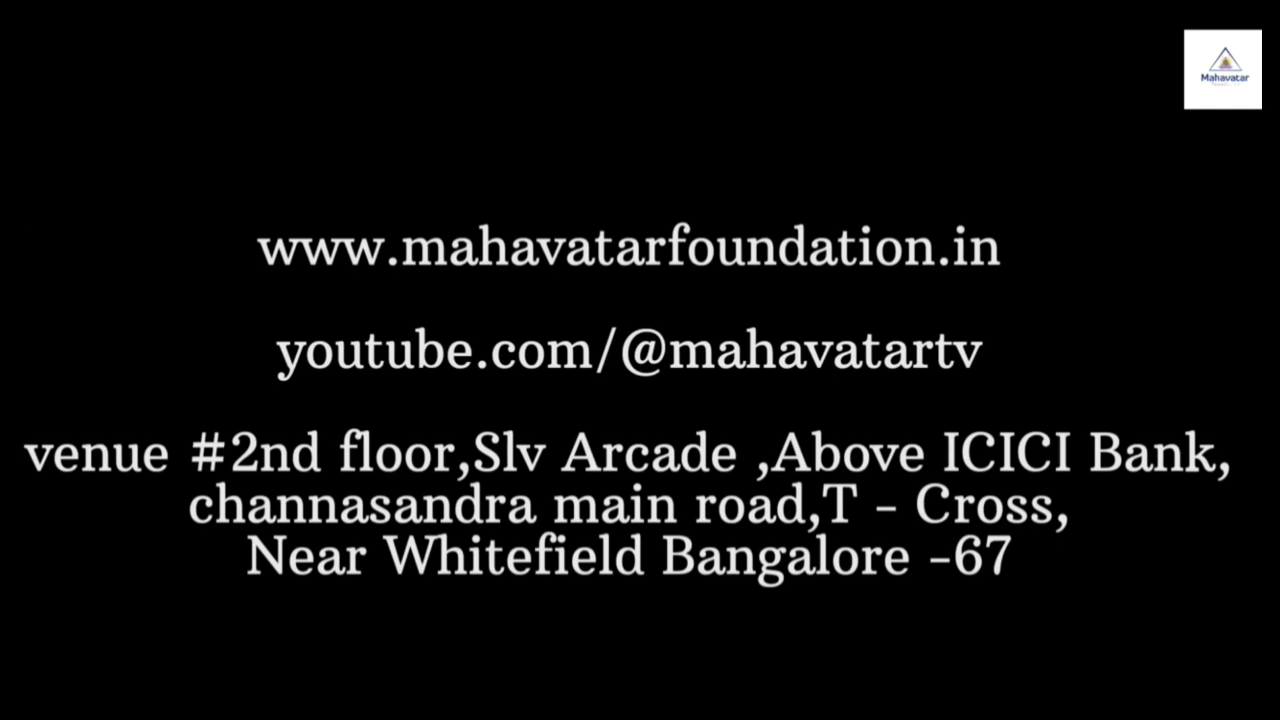 Mahavatar
www.mahavatarfoundation.in
youtube.com/@mahavatartv
venue #2nd floor,Slv Arcade ,Above ICICI Bank,
channasandra main road,T - Cross,
Near Whitefield Bangalore -67